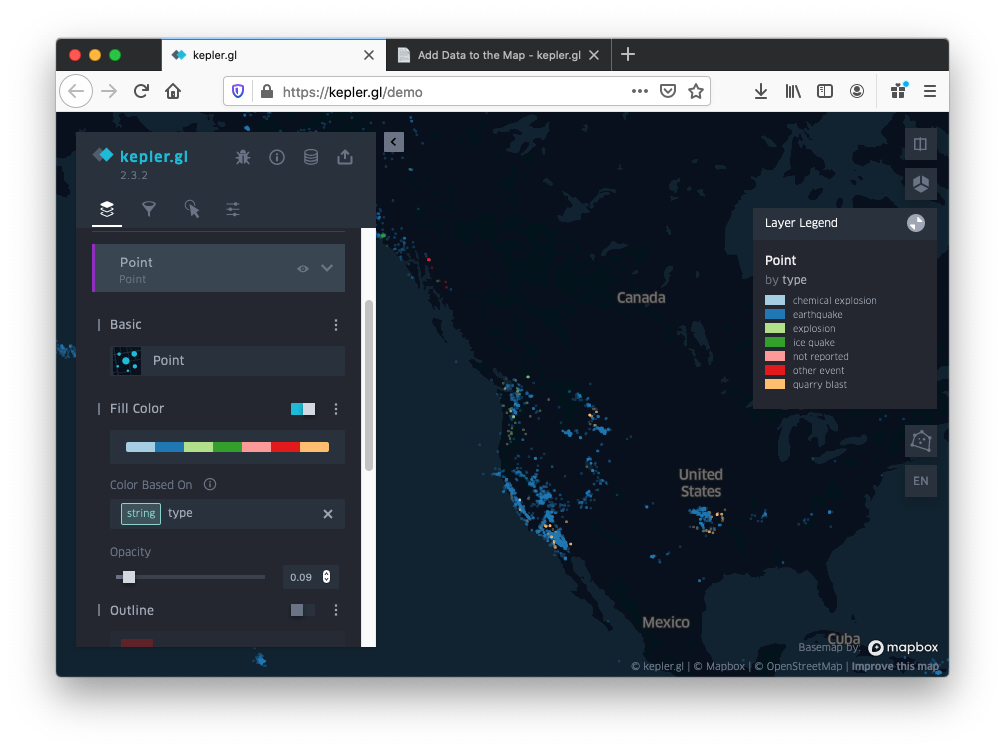 kepler.gl
Add Data to the Map - kepler.gl
https://kepler.gl/demo
kepler.gl
2.3.2
Point
Point
Basic
Point
Fill Color
Color Based On
string type
Opacity
0.09
Outline
Layer Legend
Point
by type
chemical explosion
earthquake
explosion
ice quake
not reported
other event
quarry blast
EN
Canada
United
States
Mexico
Cuba
Basemap by: mapbox
© kepler.gl | © Mapbox | © OpenStreetMap | Improve this map